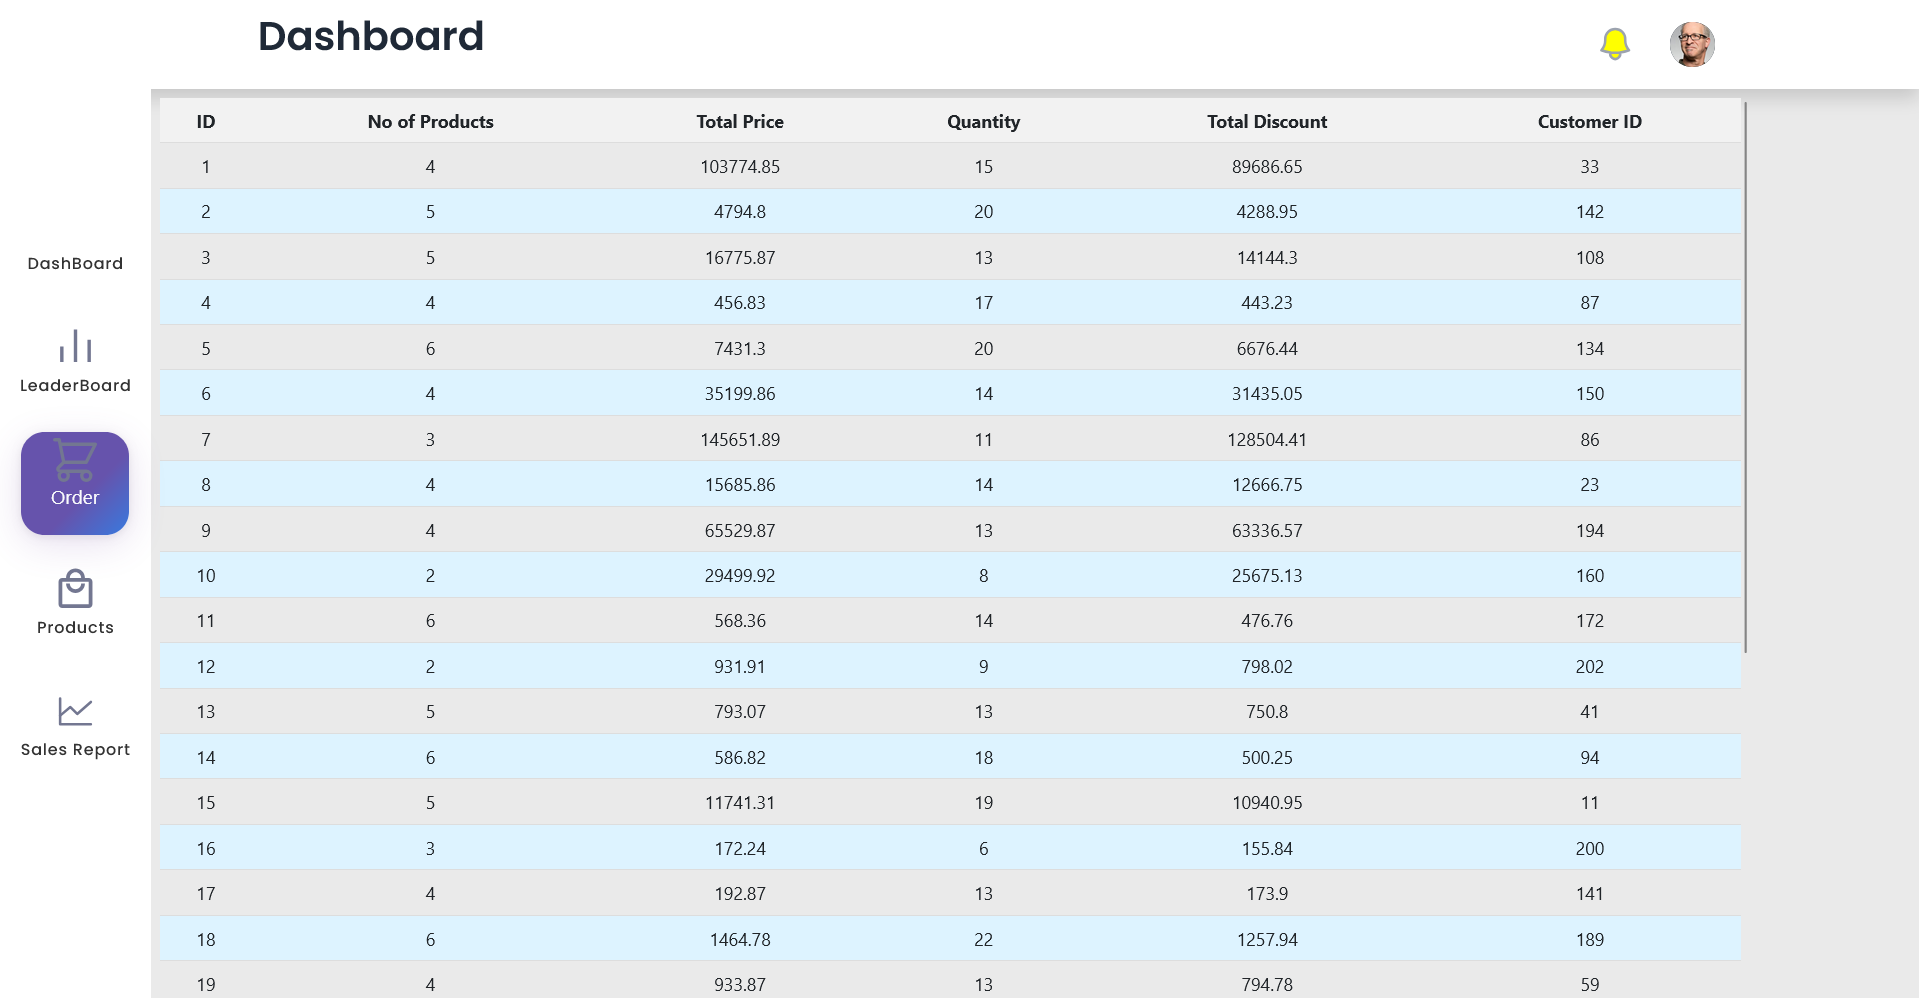 Dashboard
DashBoard
LeaderBoard
Order
Products
Sales Report
ID No of Products Total Price Quantity Total Discount Customer ID
1 4 103774.85 15 89686.65 33
2 5 4794.8 20 4288.95 142
3 5 16775.87 13 14144.3 108
4 4 456.83 17 443.23 87
5 6 7431.3 20 6676.44 134
6 4 35199.86 14 31435.05 150
7 3 145651.89 11 128504.41 86
8 4 15685.86 14 12666.75 23
9 4 65529.87 13 63336.57 194
10 2 29499.92 8 25675.13 160
11 6 568.36 14 476.76 172
12 2 931.91 9 798.02 202
13 5 793.07 13 750.8 41
14 6 586.82 18 500.25 94
15 5 11741.31 19 10940.95 11
16 3 172.24 6 155.84 200
17 4 192.87 13 173.9 141
18 6 1464.78 22 1257.94 189
19 4 933.87 13 794.78 59